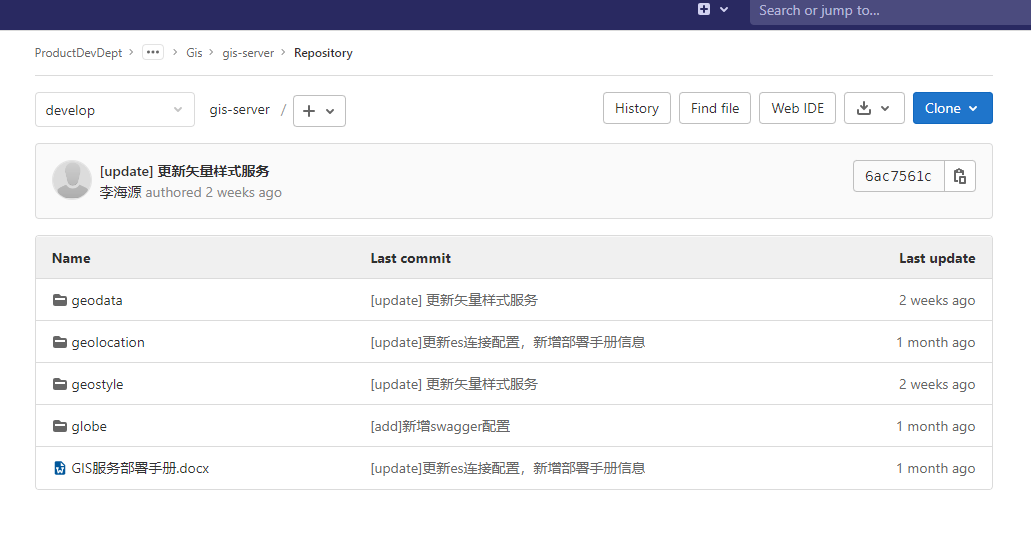 Search or jump to...
ProductDevDept > ... > Gis > gis-server > Repository
develop gis-server / + History Find file Web IDE Clone
[update] 更新矢量样式服务
李海源 authored 2 weeks ago 6ac7561c
Name Last commit Last update
geodata [update] 更新矢量样式服务 2 weeks ago
geolocation [update]更新es连接配置，新增部署手册信息 1 month ago
geostyle [update] 更新矢量样式服务 2 weeks ago
globe [add]新增swagger配置 1 month ago
GIS服务部署手册.docx [update]更新es连接配置，新增部署手册信息 1 month ago